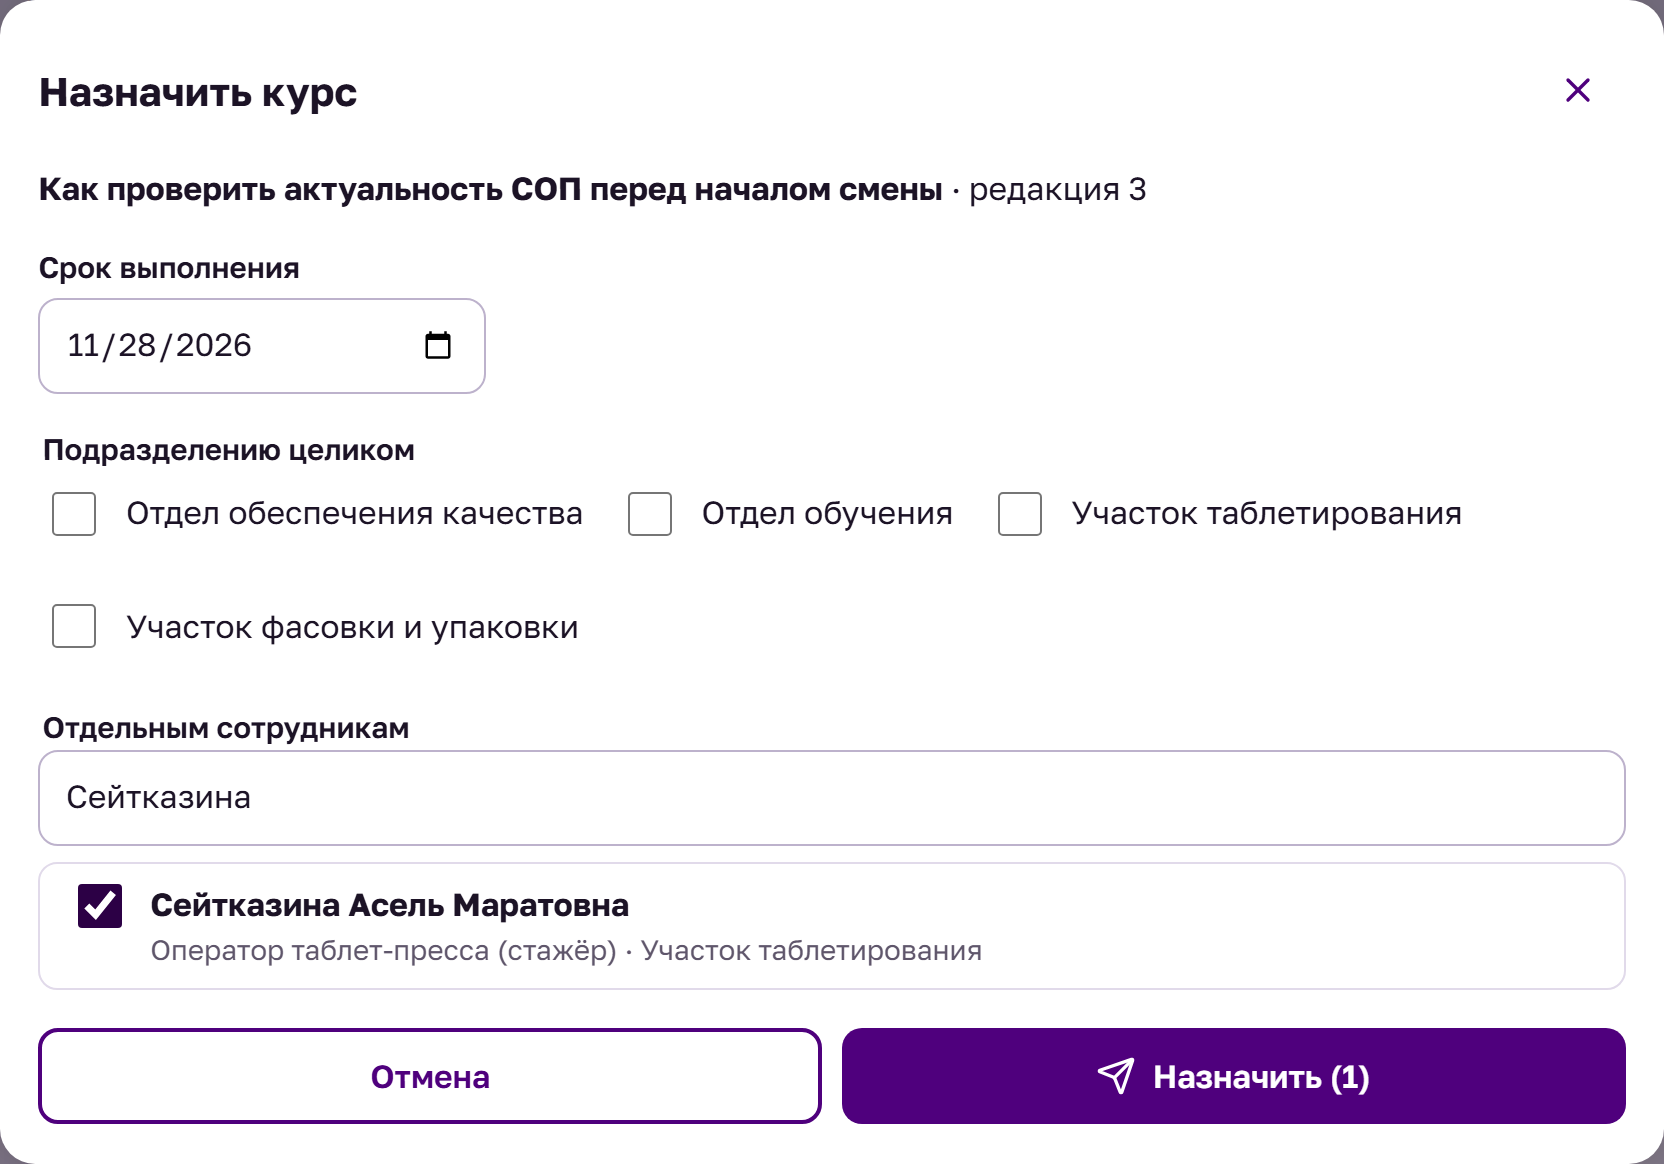 Назначить курс
Как проверить актуальность СОП перед началом смены · редакция 3
Срок выполнения
11/28/2026
Подразделению целиком
Отдел обеспечения качества
Отдел обучения
Участок таблетирования
Участок фасовки и упаковки
Отдельным сотрудникам
Сейтказина
Сейтказина Асель Маратовна
Оператор таблет-пресса (стажёр) · Участок таблетирования
Отмена
Назначить (1)